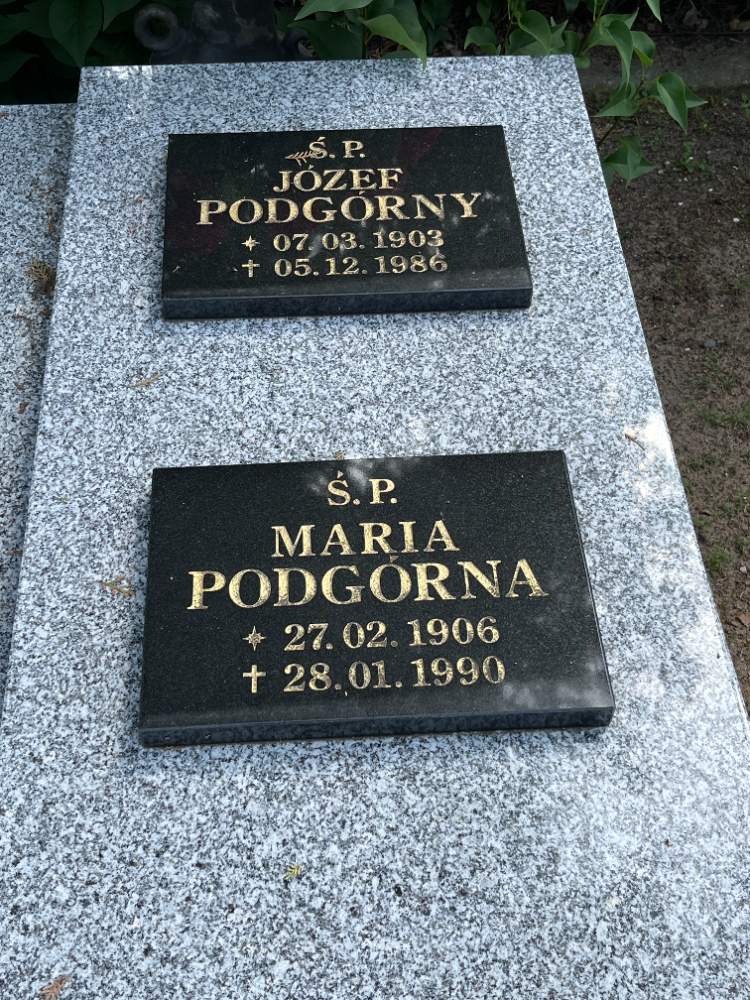 Ś. P.
JÓZEF
PODGÓRNY
07. 03. 1903
05. 12. 1986
Ś. P.
MARIA
PODGÓRNA
27. 02. 1906
28. 01. 1990